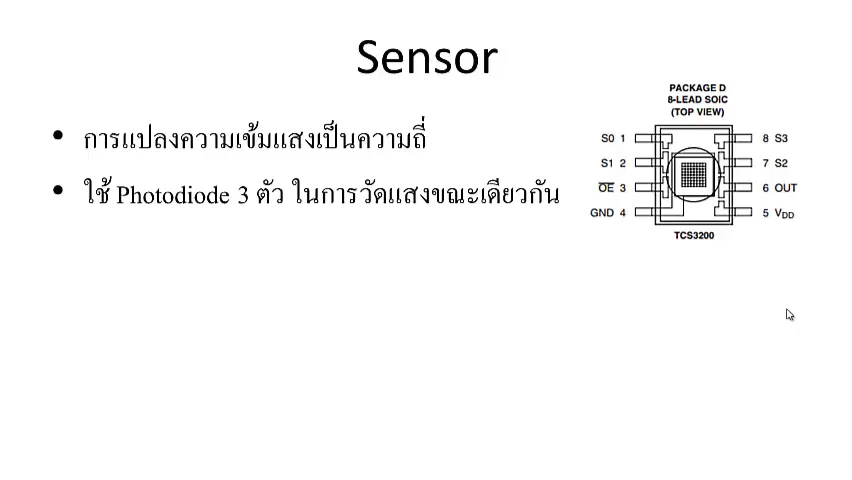 Sensor
• การแปลงความเข้มแสงเป็นความถี่
• ใช้ Photodiode 3 ตัว ในการวัดแสงขณะเดียวกัน
PACKAGE D
8-LEAD SOIC
(TOP VIEW)
S0 1 8 S3
S1 2 7 S2
OE 3 6 OUT
GND 4 5 VDD
TCS3200